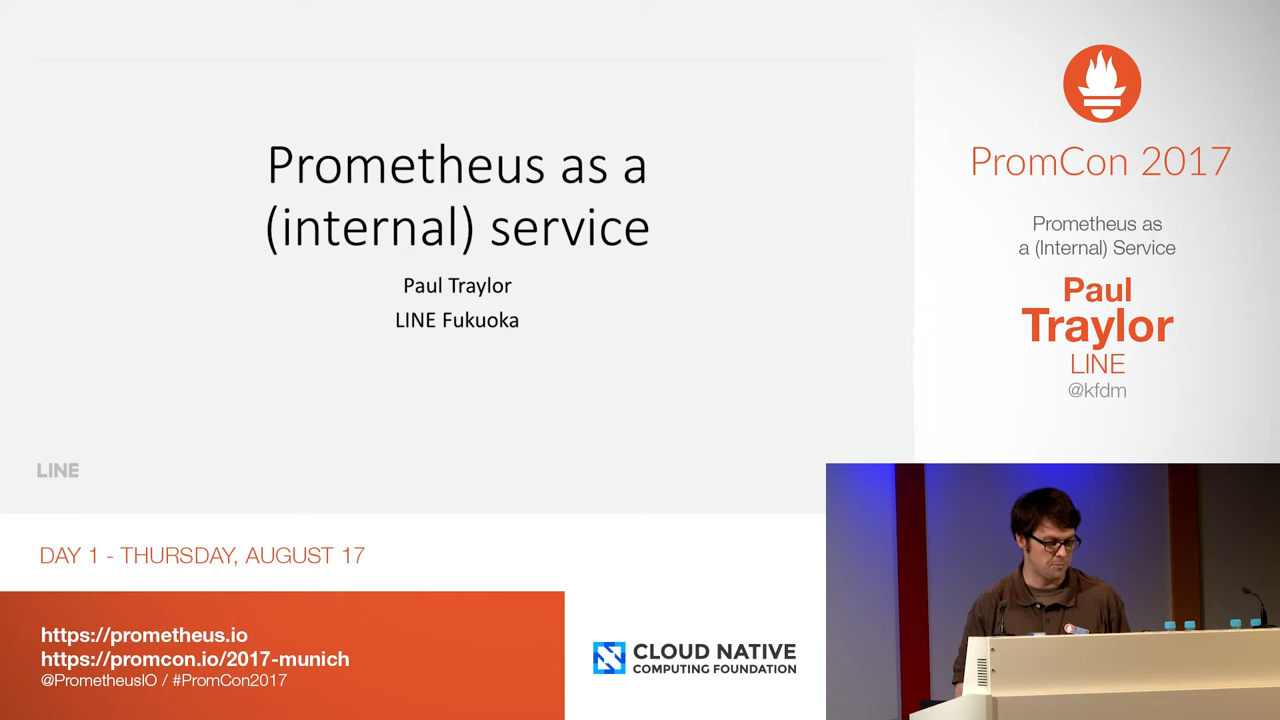 Prometheus as a
(internal) service
Paul Traylor
LINE Fukuoka
LINE
PromCon 2017
Prometheus as
a (Internal) Service
Paul
Traylor
LINE
@kfdm
DAY 1 - THURSDAY, AUGUST 17
https://prometheus.io
https://promcon.io/2017-munich
@PrometheusIO / #PromCon2017
CLOUD NATIVE
COMPUTING FOUNDATION